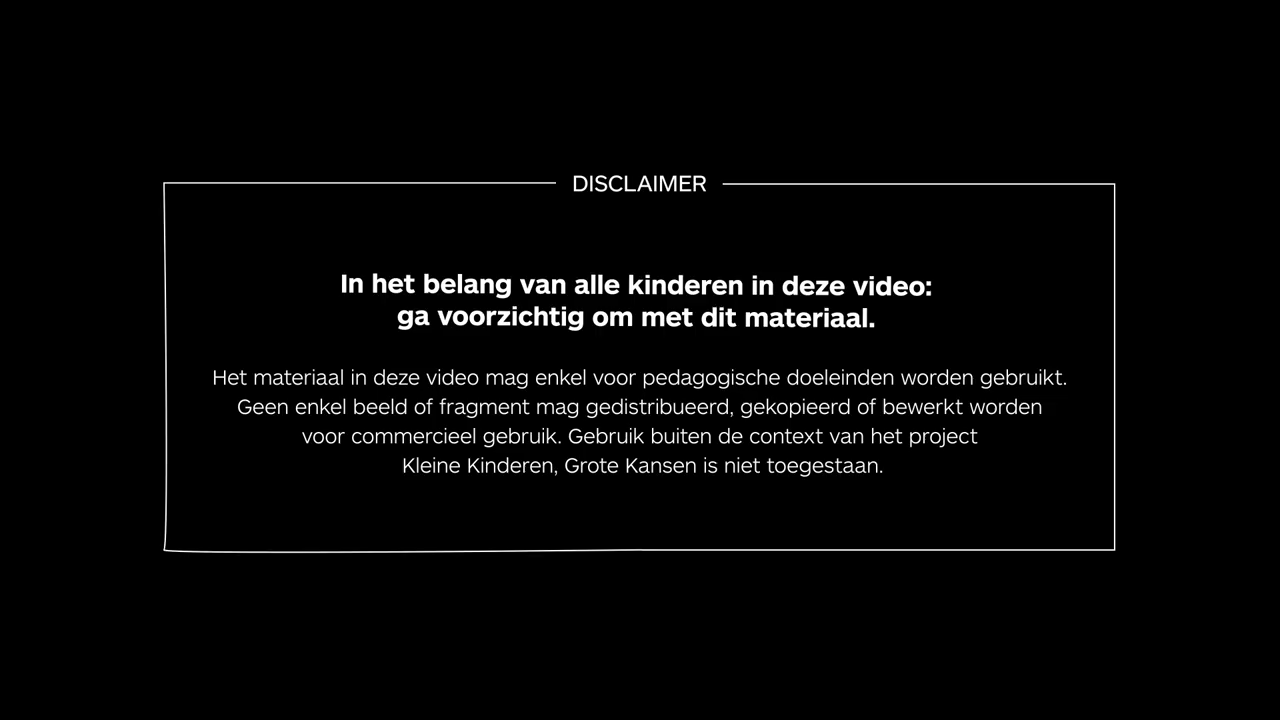 DISCLAIMER
In het belang van alle kinderen in deze video:
ga voorzichtig om met dit materiaal.
Het materiaal in deze video mag enkel voor pedagogische doeleinden worden gebruikt.
Geen enkel beeld of fragment mag gedistribueerd, gekopieerd of bewerkt worden
voor commercieel gebruik. Gebruik buiten de context van het project
Kleine Kinderen, Grote Kansen is niet toegestaan.